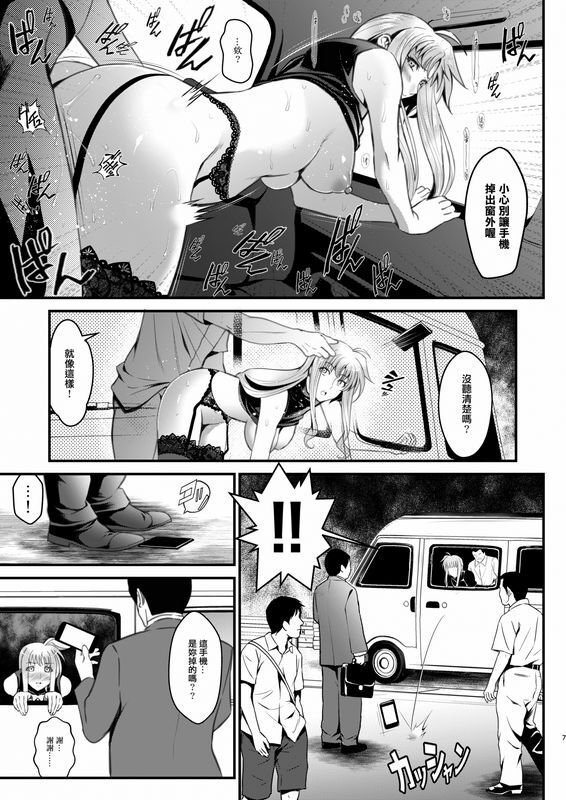 …欸？
小心別讓手機
掉出窗外喔
ぱん
ぱん
ぱん
ぱん
ぱん
ぱん
ぱん
沒聽清楚嗎？
就像這樣！
!!
カッシャン
…！
這手機…
是妳掉的嗎？？
謝…
謝謝…
7